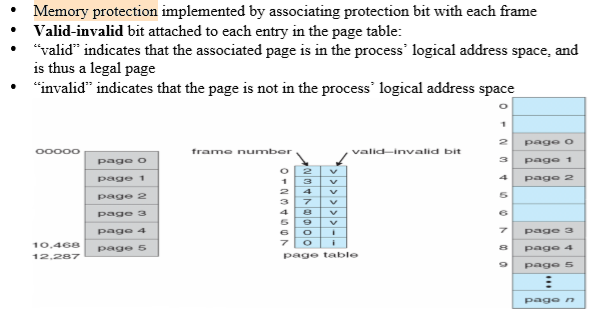 • Memory protection implemented by associating protection bit with each frame
• Valid-invalid bit attached to each entry in the page table:
• “valid” indicates that the associated page is in the process’ logical address space, and
is thus a legal page
• “invalid” indicates that the page is not in the process’ logical address space
00000
page 0
page 1
page 2
page 3
page 4
page 5
10,468
12,287
frame number
valid–invalid bit
0 2 v
1 3 v
2 4 v
3 7 v
4 8 v
5 9 v
6 0 i
7 0 i
page table
0
1
2 page 0
3 page 1
4 page 2
5
6
7 page 3
8 page 4
9 page 5
page n